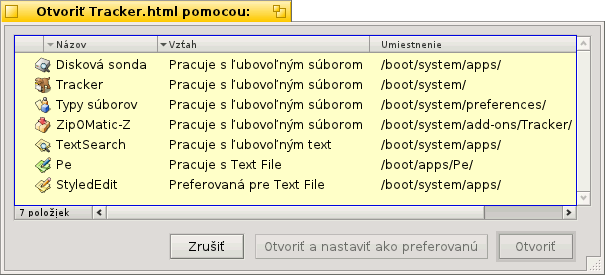 Otvoriť Tracker.html pomocou:
Názov Vzťah Umiestnenie
Disková sonda Pracuje s ľubovoľným súborom /boot/system/apps/
Tracker Pracuje s ľubovoľným súborom /boot/system/
Typy súborov Pracuje s ľubovoľným súborom /boot/system/preferences/
ZipOMatic-Z Pracuje s ľubovoľným súborom /boot/system/add-ons/Tracker/
TextSearch Pracuje s ľubovoľným text /boot/system/apps/
Pe Pracuje s Text File /boot/apps/Pe/
StyledEdit Preferovaná pre Text File /boot/system/apps/
7 položiek
Zrušiť Otvoriť a nastaviť ako preferovanú Otvoriť